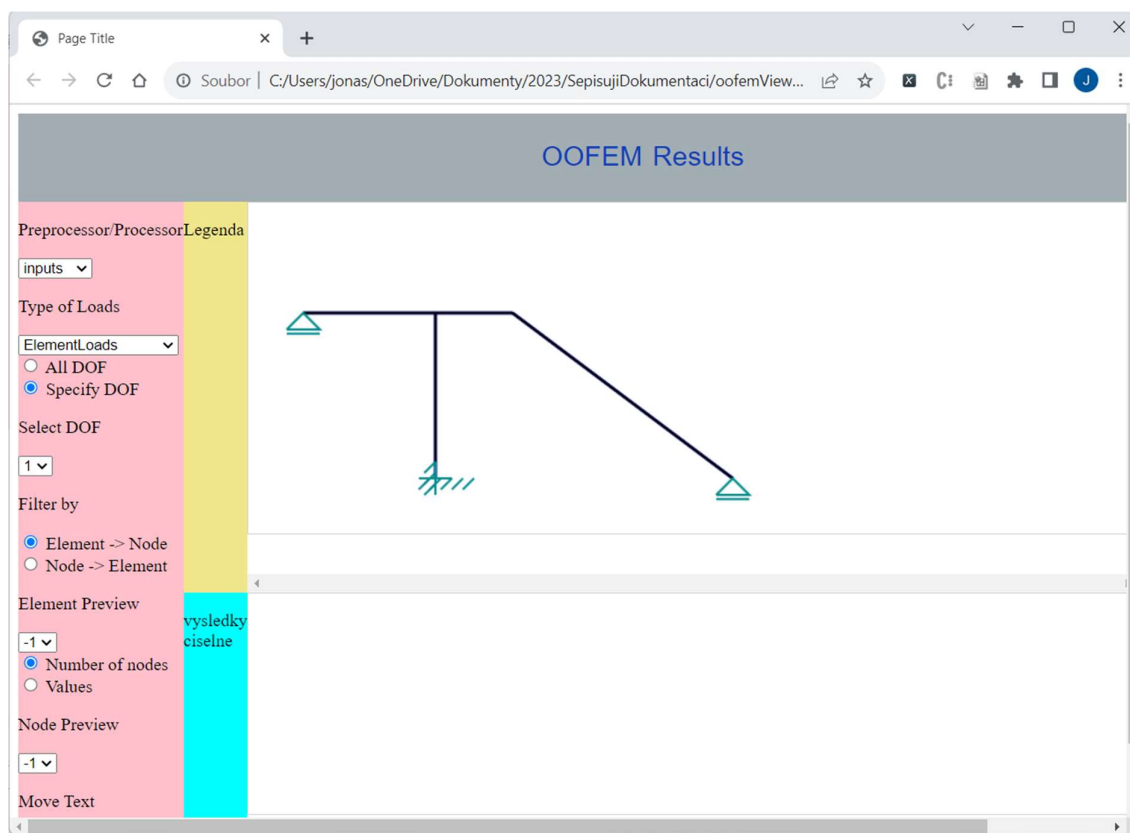 Page Title
Soubor | C:/Users/jonas/OneDrive/Dokumenty/2023/SepisujiDokumentaci/oofemView...
J
OOFEM Results
Preprocessor/Processor
inputs
Type of Loads
ElementLoads
All DOF
Specify DOF
Select DOF
1
Filter by
Element -> Node
Node -> Element
Element Preview
-1
Number of nodes
Values
Node Preview
-1
Move Text
Legenda
vysledky
ciselne